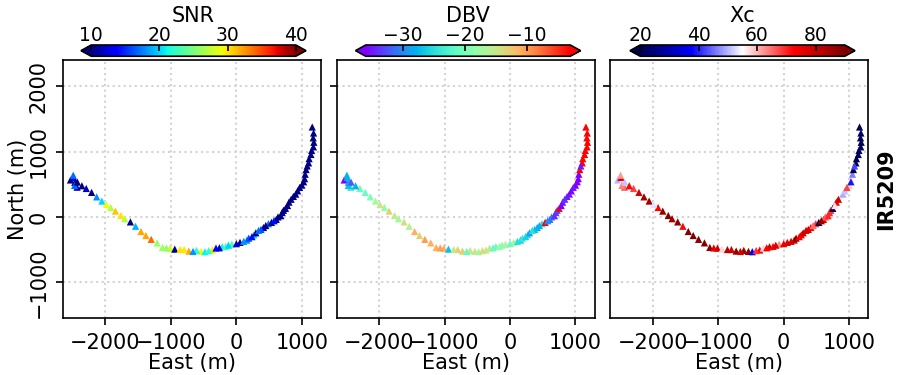 SNR DBV Xc
10 20 30 40 −30 −20 −10 20 40 60 80
2000
1000
0
−1000
North (m)
−2000 −1000 0 1000 −2000 −1000 0 1000 −2000 −1000 0 1000
East (m) East (m) East (m)
IR5209